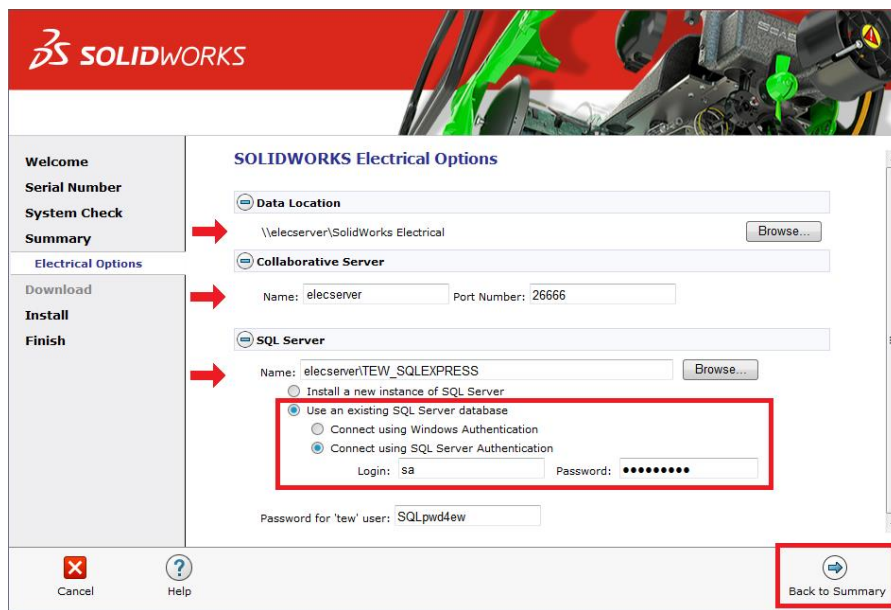 SOLIDWORKS
Welcome
Serial Number
System Check
Summary
Electrical Options
Download
Install
Finish
SOLIDWORKS Electrical Options
Data Location
\\elecserver\SolidWorks Electrical
Browse...
Collaborative Server
Name: elecserver Port Number: 26666
SQL Server
Name: elecserver\TEW_SQLEXPRESS Browse...
Install a new instance of SQL Server
Use an existing SQL Server database
Connect using Windows Authentication
Connect using SQL Server Authentication
Login: sa Password: ●●●●●●●●●
Password for 'tew' user: SQLpwd4ew
Cancel
Help
Back to Summary